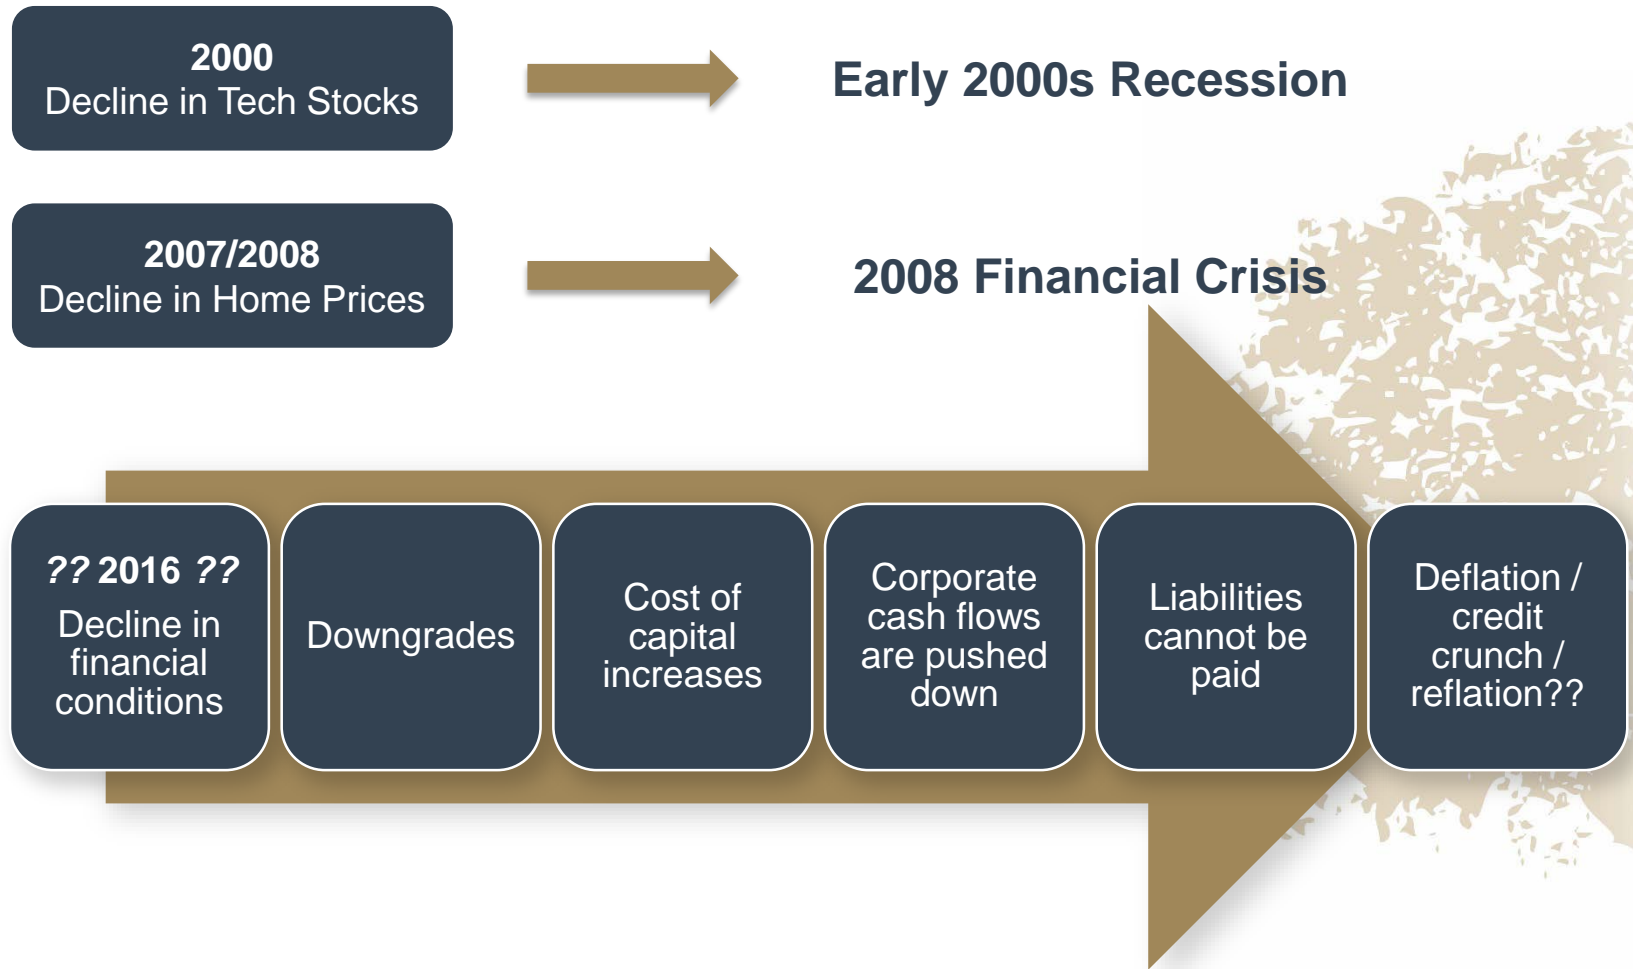 2000
Decline in Tech Stocks
Early 2000s Recession
2007/2008
Decline in Home Prices
2008 Financial Crisis
?? 2016 ??
Decline in
financial
conditions
Downgrades
Cost of
capital
increases
Corporate
cash flows
are pushed
down
Liabilities
cannot be
paid
Deflation /
credit
crunch /
reflation??